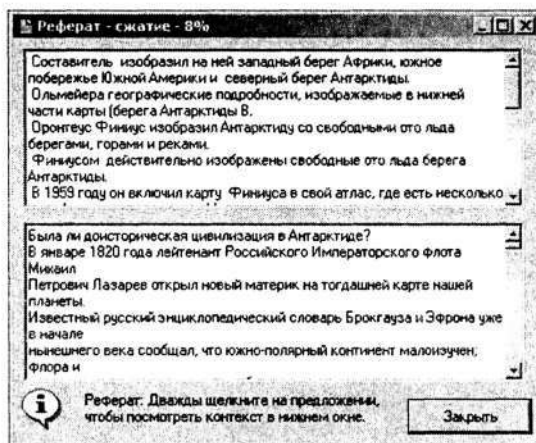 Реферат - сжатие - 8%
Составитель изобразил на ней западный берег Африки, южное
побережье Южной Америки и северный берег Антарктиды.
Ольмейера географические подробности, изображаемые в нижней
части карты (берега Антарктиды В.
Оронтеус Финиус изобразил Антарктиду со свободными ото льда
берегами, горами и реками.
Финиусом действительно изображены свободные ото льда берега
Антарктиды.
В 1959 году он включил карту Финиуса в свой атлас, где есть несколько
Была ли доисторическая цивилизация в Антарктиде?
В январе 1820 года лейтенант Российского Императорского флота
Михаил
Петрович Лазарев открыл новый материк на тогдашней карте нашей
планеты.
Известный русский энциклопедический словарь Брокгауза и Эфрона уже
в начале
нынешнего века сообщал, что южно-полярный континент малоизучен;
флора и
Реферат: Дважды щелкните на предложении,
чтобы посмотреть контекст в нижнем окне.
Закрыть